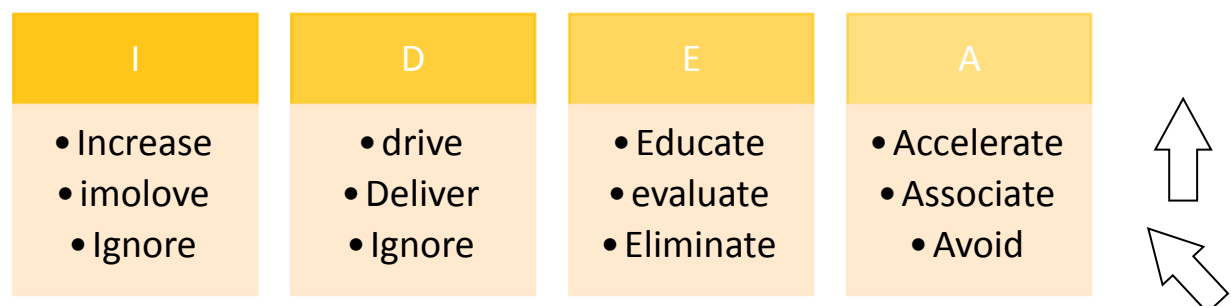 I
• Increase
• imolove
• Ignore
D
• drive
• Deliver
• Ignore
E
• Educate
• evaluate
• Eliminate
A
• Accelerate
• Associate
• Avoid